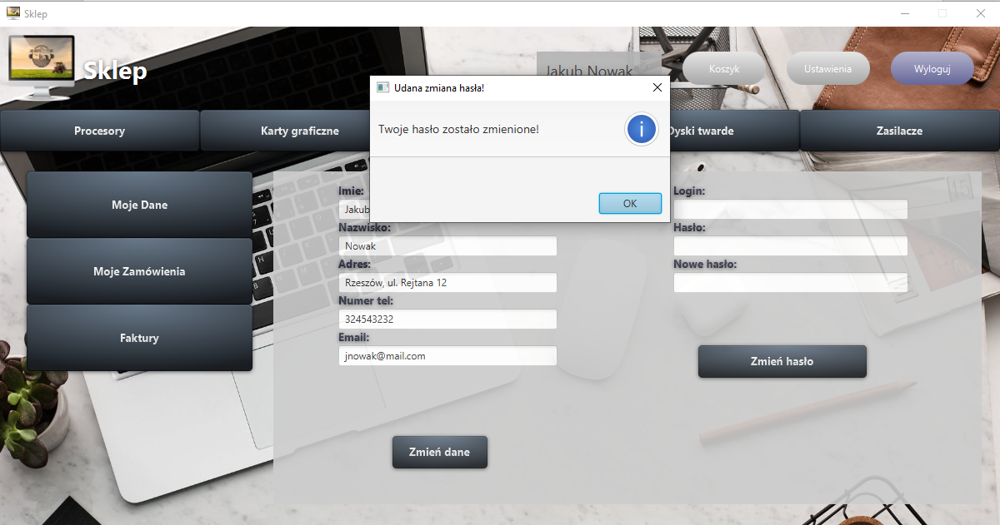 Sklep
Sklep
Jakub Nowak
Koszyk
Ustawienia
Wyloguj
Udana zmiana hasła!
Twoje hasło zostało zmienione!
OK
Procesory
Karty graficzne
Dyski twarde
Zasilacze
Moje Dane
Moje Zamówienia
Faktury
Imie:
Jakub
Nazwisko:
Nowak
Adres:
Rzeszów, ul. Rejtana 12
Numer tel:
324543232
Email:
jnowak@mail.com
Zmień dane
Login:
Hasło:
Nowe hasło:
Zmień hasło